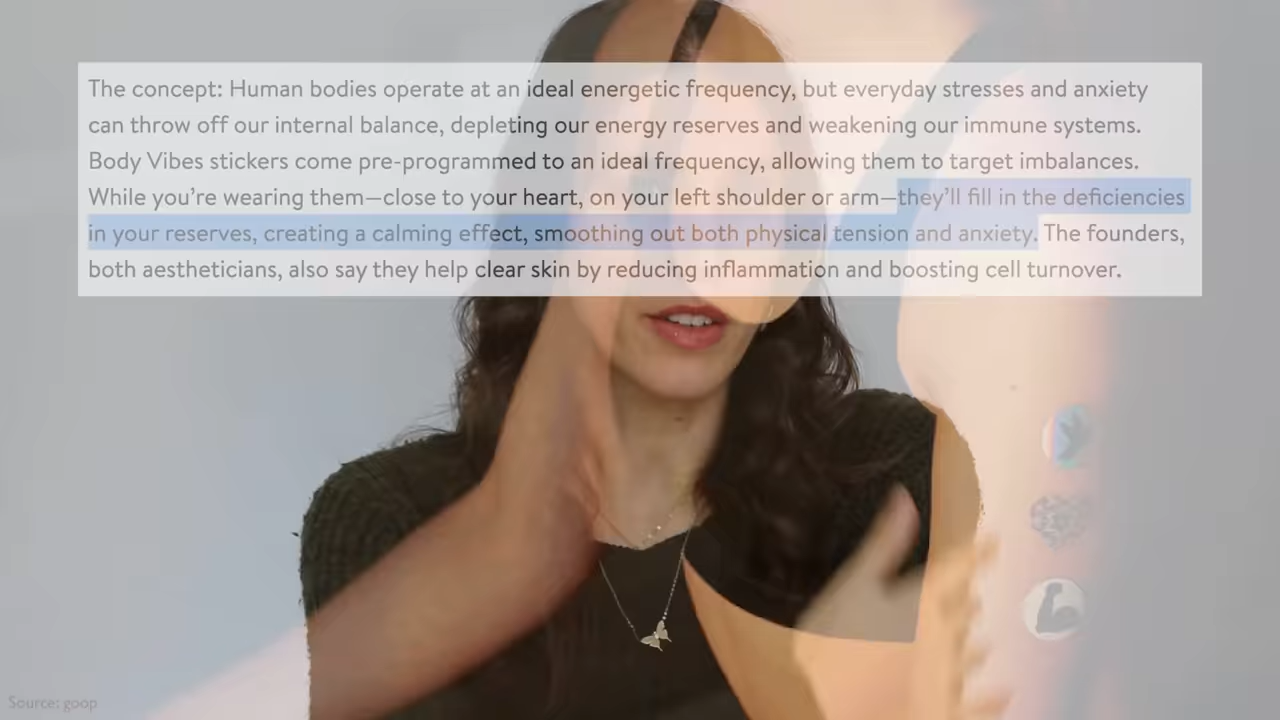 The concept: Human bodies operate at an ideal energetic frequency, but everyday stresses and anxiety
can throw off our internal balance, depleting our energy reserves and weakening our immune systems.
Body Vibes stickers come pre-programmed to an ideal frequency, allowing them to target imbalances.
While you’re wearing them—close to your heart, on your left shoulder or arm—they’ll fill in the deficiencies
in your reserves, creating a calming effect, smoothing out both physical tension and anxiety. The founders,
both aestheticians, also say they help clear skin by reducing inflammation and boosting cell turnover.
Source: goop